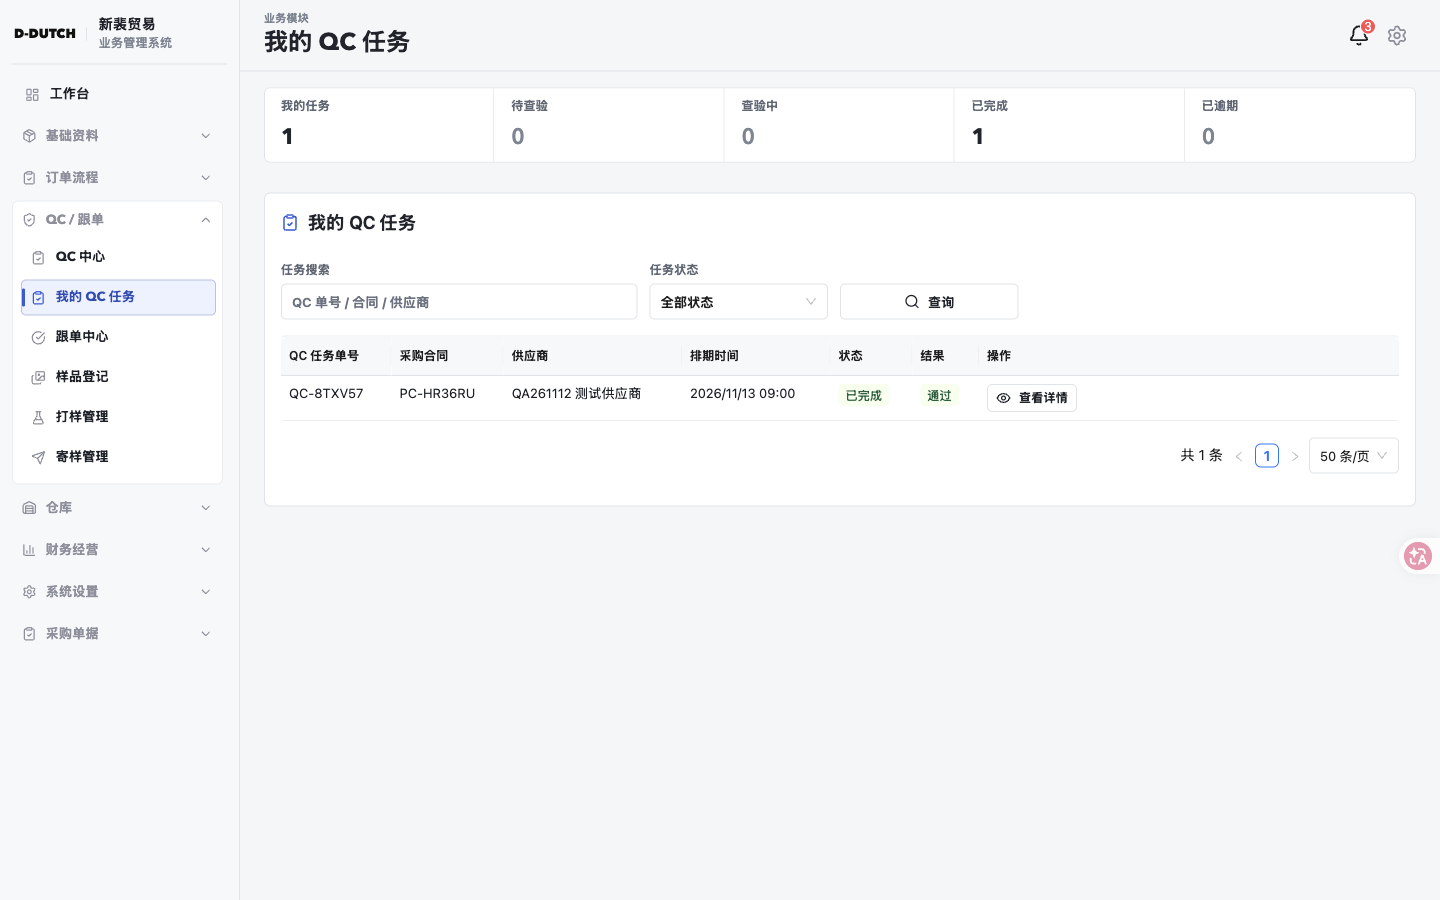 D-DUTCH
新裴贸易
业务管理系统
工作台
基础资料
订单流程
QC / 跟单
QC 中心
我的 QC 任务
跟单中心
样品登记
打样管理
寄样管理
仓库
财务经营
系统设置
采购单据
业务模块
我的 QC 任务
3
我的任务
1
待查验
0
查验中
0
已完成
1
已逾期
0
我的 QC 任务
任务搜索
QC 单号 / 合同 / 供应商
任务状态
全部状态
查询
QC 任务单号 采购合同 供应商 排期时间 状态 结果 操作
QC-8TXV57 PC-HR36RU QA261112 测试供应商 2026/11/13 09:00 已完成 通过 查看详情
共 1 条 1 50 条/页